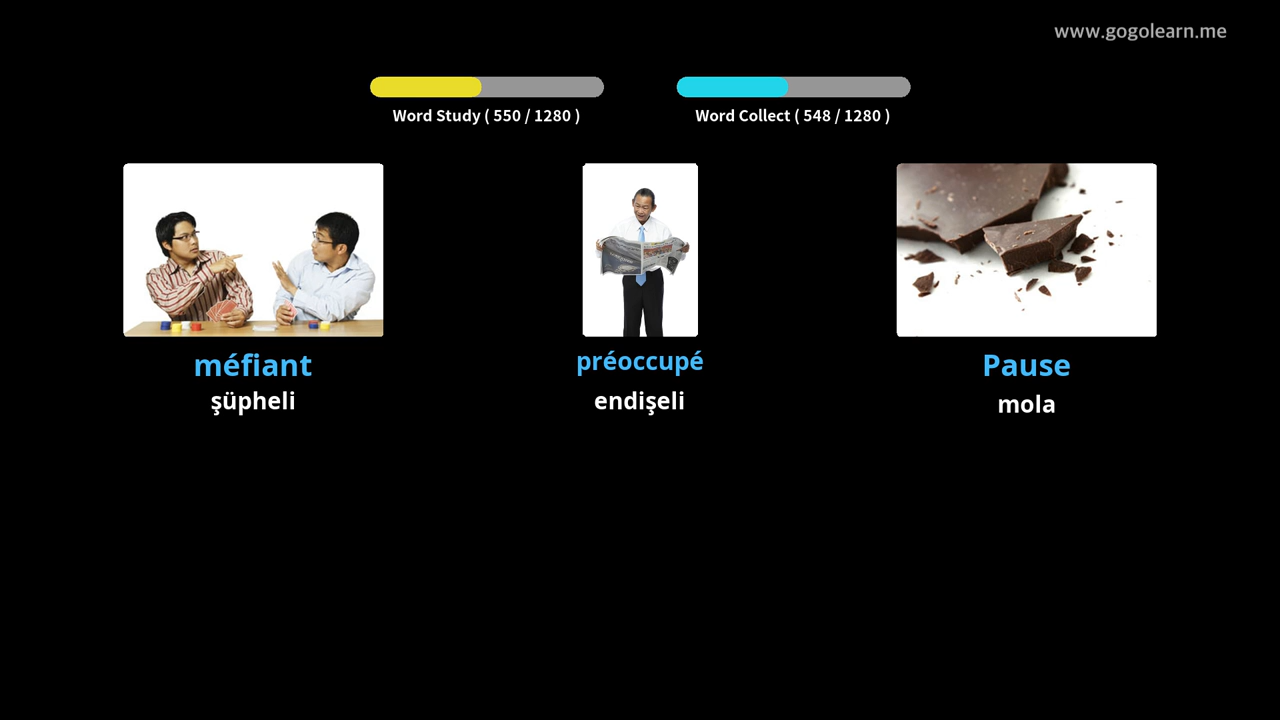 www.gogolearn.me
Word Study ( 550 / 1280 )
Word Collect ( 548 / 1280 )
méfiant
préoccupé
Pause
şüpheli
endişeli
mola